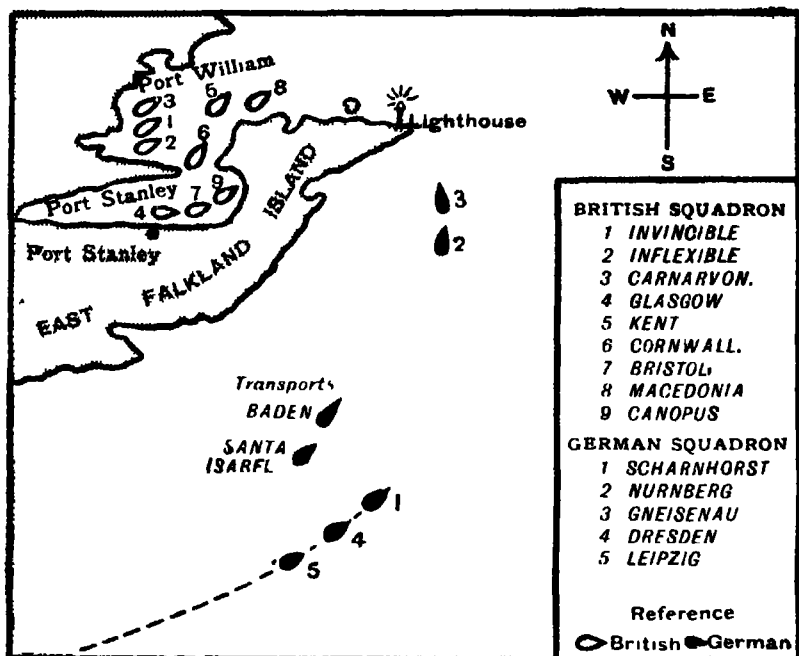 N
W E
S
Port William
3
5
8
1
2
6
Lighthouse
Port Stanley
9
4
7
Port Stanley
EAST FALKLAND ISLAND
3
2
Transports
BADEN
SANTA
ISARFL
1
4
5
BRITISH SQUADRON
1 INVINCIBLE
2 INFLEXIBLE
3 CARNARVON.
4 GLASGOW
5 KENT
6 CORNWALL.
7 BRISTOL
8 MACEDONIA
9 CANOPUS
GERMAN SQUADRON
1 SCHARNHORST
2 NURNBERG
3 GNEISENAU
4 DRESDEN
5 LEIPZIG
Reference
British German